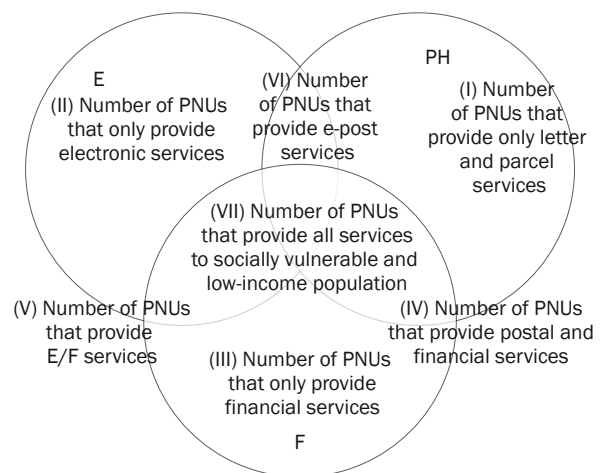 E
(II) Number of PNUs
that only provide
electronic services
(VI) Number
of PNUs that
provide e-post
services
PH
(I) Number
of PNUs that
provide only letter
and parcel
services
(VII) Number of PNUs
that provide all services
to socially vulnerable and
low-income population
(V) Number of PNUs
that provide
E/F services
(IV) Number of PNUs
that provide postal and
financial services
(III) Number of PNUs
that only provide
financial services
F